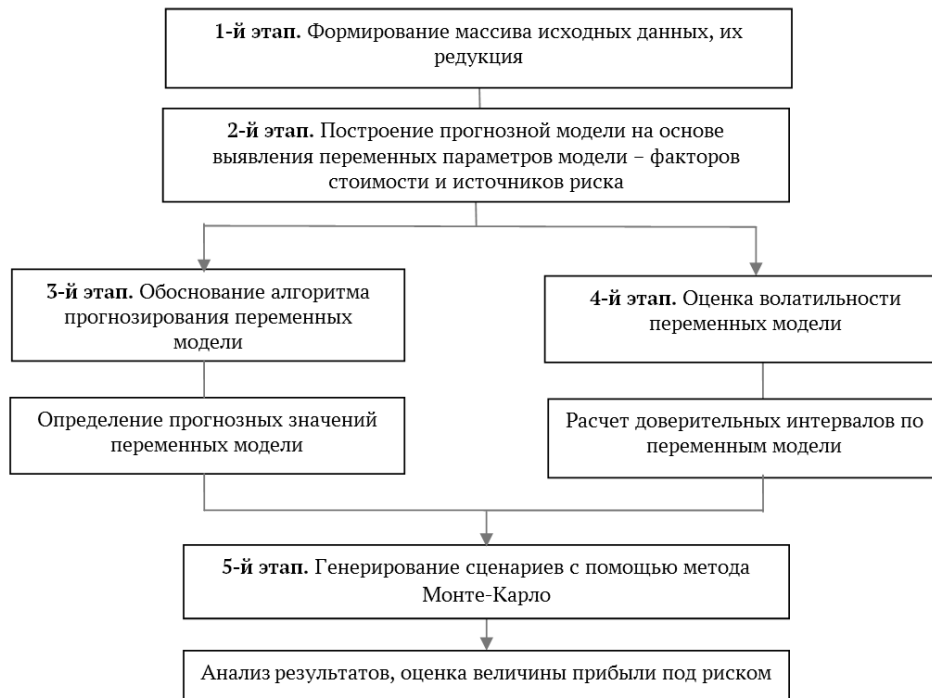 1-й этап. Формирование массива исходных данных, их
редукция
2-й этап. Построение прогнозной модели на основе
выявления переменных параметров модели – факторов
стоимости и источников риска
3-й этап. Обоснование алгоритма
прогнозирования переменных
модели
4-й этап. Оценка волатильности
переменных модели
Определение прогнозных значений
переменных модели
Расчет доверительных интервалов по
переменным модели
5-й этап. Генерирование сценариев с помощью метода
Монте-Карло
Анализ результатов, оценка величины прибыли под риском